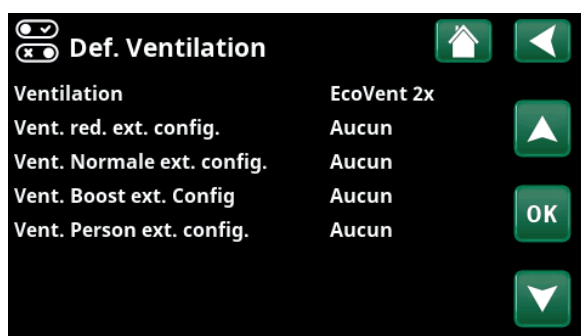 Def. Ventilation
Ventilation EcoVent 2x
Vent. red. ext. config. Aucun
Vent. Normale ext. config. Aucun
Vent. Boost ext. Config Aucun
Vent. Person ext. config. Aucun
OK